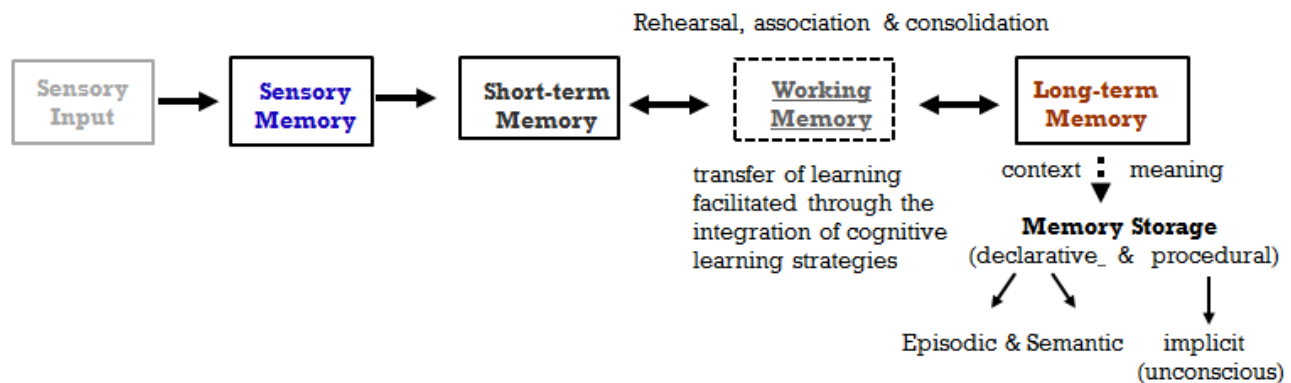 Rehearsal, association & consolidation
Sensory
Input
Sensory
Memory
Short-term
Memory
Working
Memory
Long-term
Memory
transfer of learning
facilitated through the
integration of cognitive
learning strategies
context
meaning
Memory Storage
(declarative_ & procedural)
Episodic & Semantic
implicit
(unconscious)